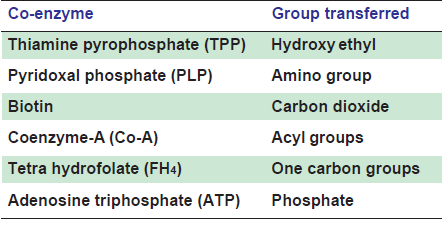 Co-enzyme Group transferred
Thiamine pyrophosphate (TPP) Hydroxy ethyl
Pyridoxal phosphate (PLP) Amino group
Biotin Carbon dioxide
Coenzyme-A (Co-A) Acyl groups
Tetra hydrofolate (FH4) One carbon groups
Adenosine triphosphate (ATP) Phosphate